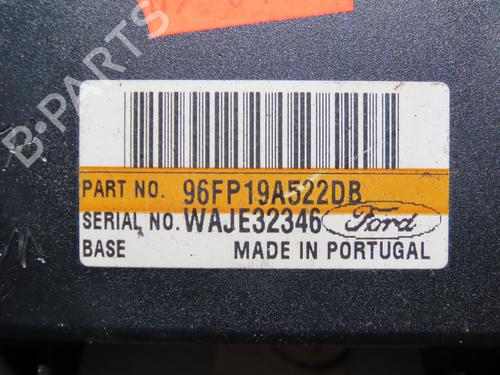 B-PARTS
PART NO. 96FP19A522DB
SERIAL NO. WAJE32346 Ford
BASE MADE IN PORTUGAL